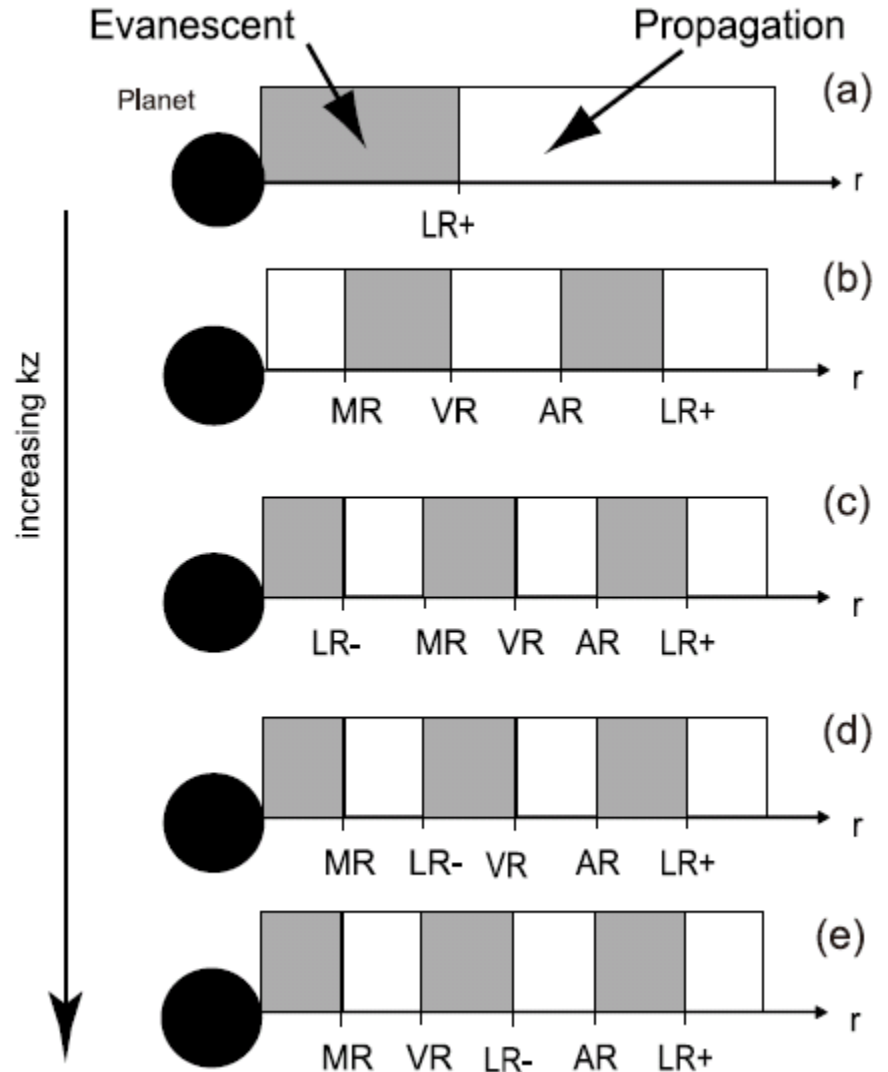 Evanescent Propagation
Planet (a)
r
LR+
(b)
r
MR VR AR LR+
increasing kz
(c)
r
LR- MR VR AR LR+
(d)
r
MR LR- VR AR LR+
(e)
r
MR VR LR- AR LR+